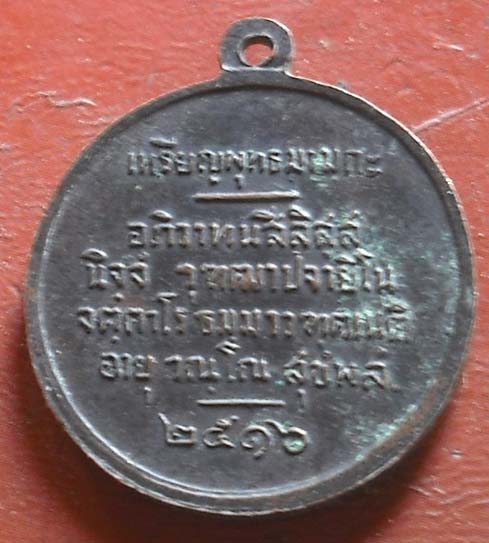 เหรียญพุทธมามกะ
อภิวาทนสีลิสฺส
นิจฺจํ วุฑฒาปจายิโน
จตฺตาโร ธมฺมา วฑฒนฺติ
อายุ วณฺโณ สุขํ พลํ
๒๕๑๖